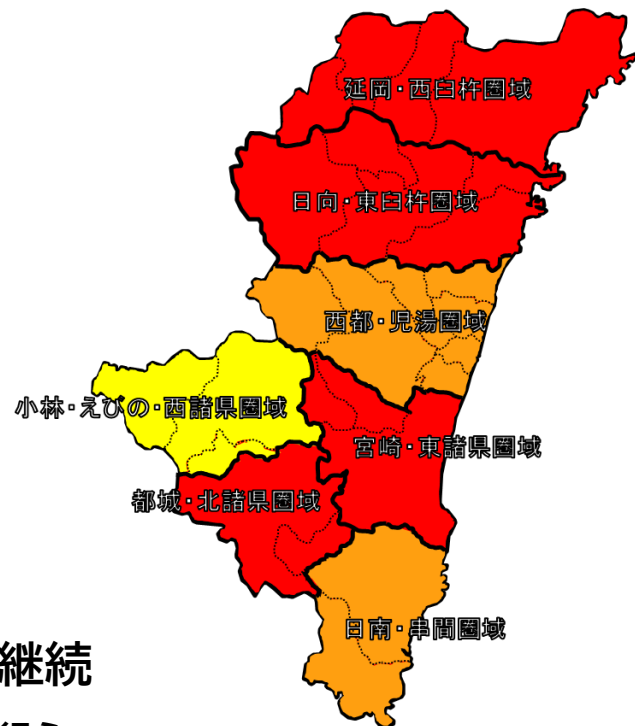 延岡・西臼杵圏域
日向・東臼杵圏域
西都・児湯圏域
小林・えびの・西諸県圏域
宮崎・東諸県圏域
都城・北諸県圏域
日南・串間圏域
継続